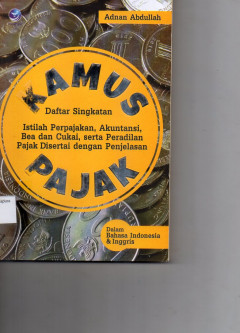 Adnan Abdullah
KAMUS
Daftar Singkatan
Istilah Perpajakan, Akuntansi,
Bea dan Cukai, serta Peradilan
Pajak Disertai dengan Penjelasan
PAJAK
Dalam
Bahasa Indonesia
& Inggris